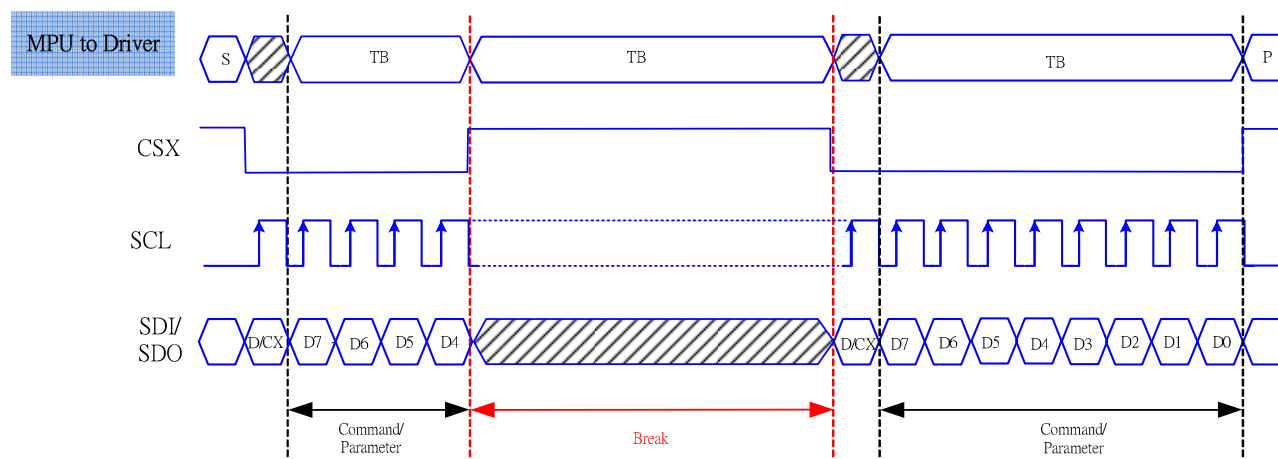 MPU to Driver
S TB TB TB P
CSX
SCL
SDI/
SDO
D/CX D7 D6 D5 D4 D/CX D7 D6 D5 D4 D3 D2 D1 D0
Command/
Parameter
Break
Command/
Parameter